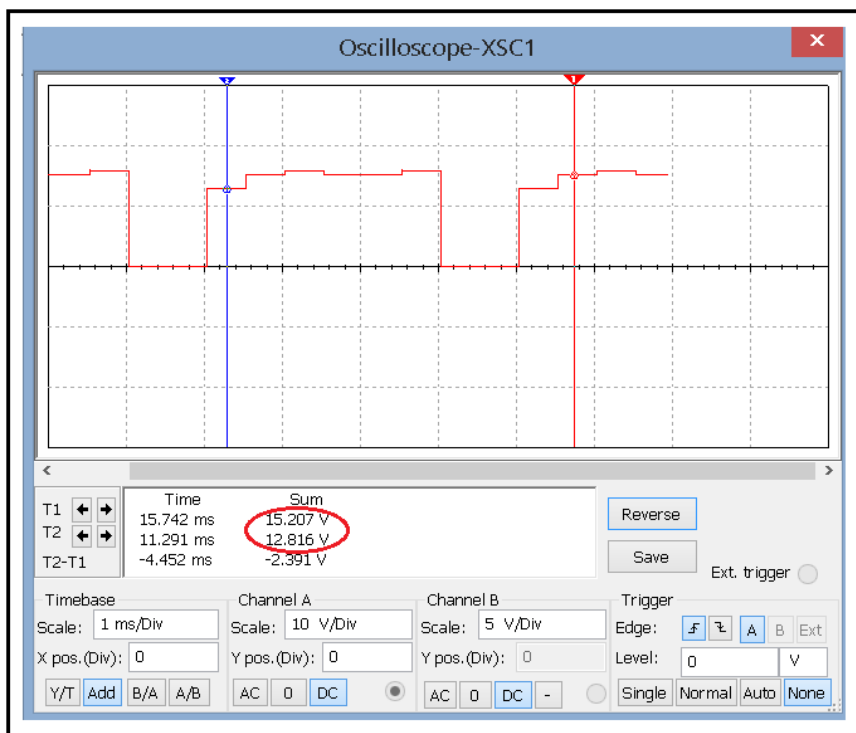 Oscilloscope-XSC1
×
2 1
Time Sum
T1 15.742 ms 15.207 V
T2 11.291 ms 12.816 V
T2-T1 -4.452 ms -2.391 V
Reverse
Save
Ext. trigger
Timebase Channel A Channel B Trigger
Scale: 1 ms/Div Scale: 10 V/Div Scale: 5 V/Div Edge: A B Ext
X pos.(Div): 0 Y pos.(Div): 0 Y pos.(Div): 0 Level: 0 V
Y/T Add B/A A/B AC 0 DC AC 0 DC - Single Normal Auto None